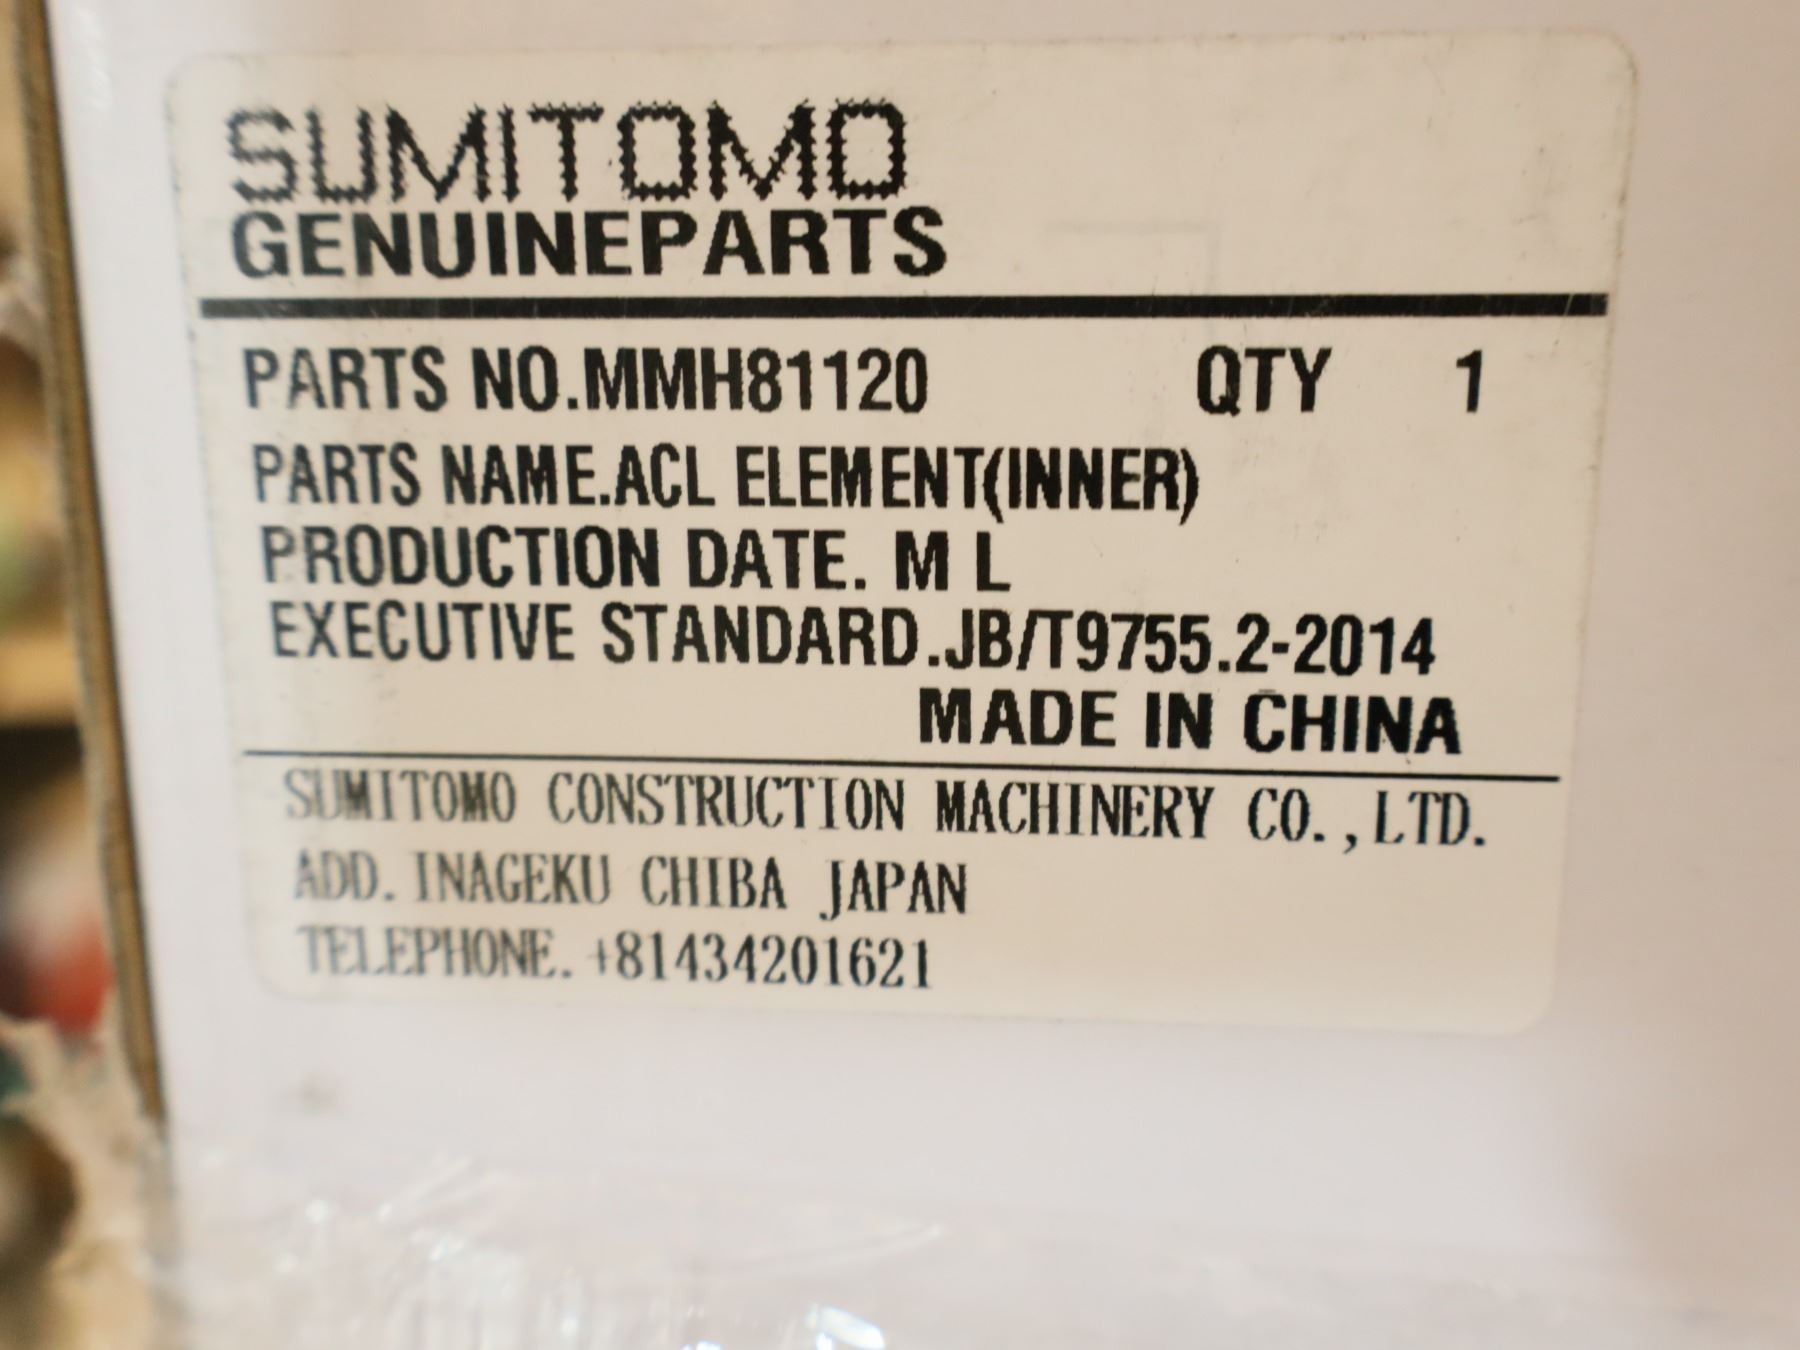 SUMITOMO
GENUINEPARTS
PARTS NO.MMH81120 QTY 1
PARTS NAME.ACL ELEMENT(INNER)
PRODUCTION DATE. M L
EXECUTIVE STANDARD.JB/T9755.2-2014
MADE IN CHINA
SUMITOMO CONSTRUCTION MACHINERY CO.,LTD.
ADD. INAGEKU CHIBA JAPAN
TELEPHONE. +81434201621